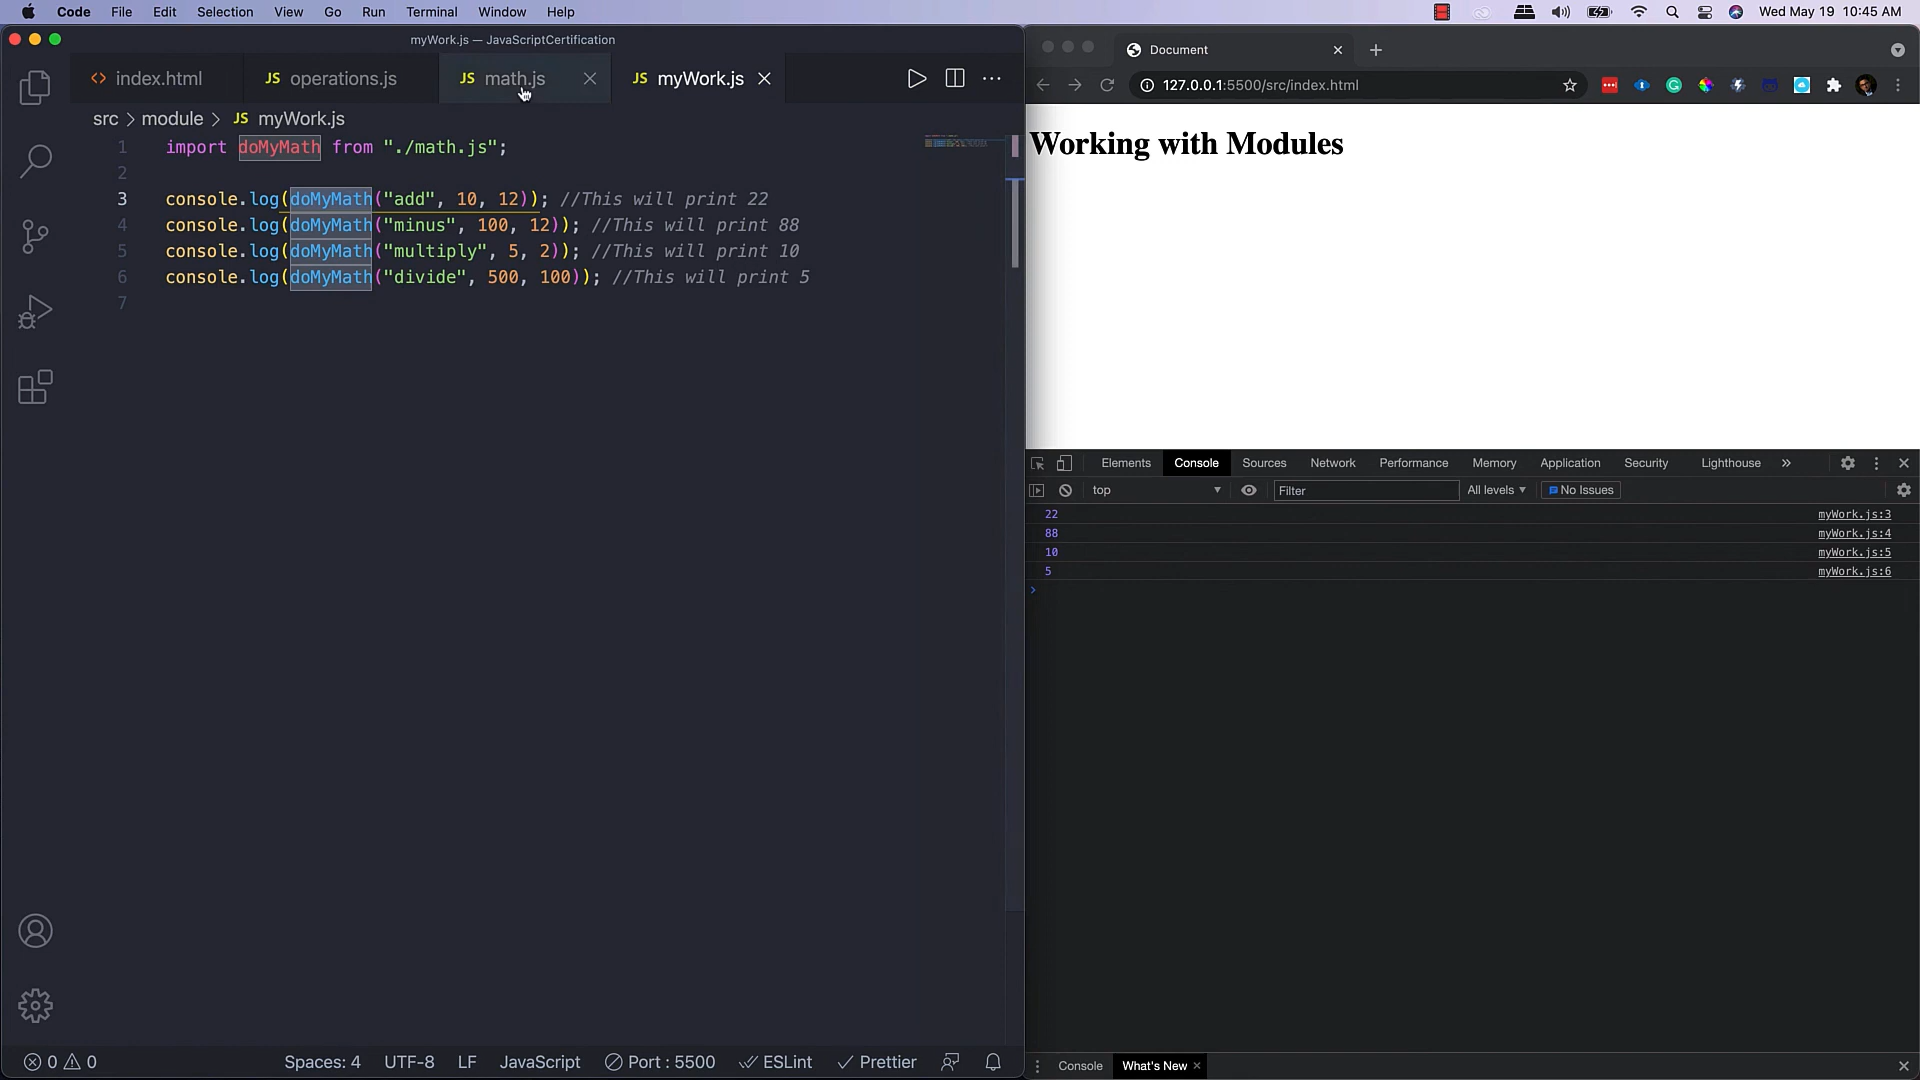 Code File Edit Selection View Go Run Terminal Window Help
Wed May 19 10:45 AM
myWork.js — JavaScriptCertification
<> index.html
JS operations.js
JS math.js
JS myWork.js
src > module > JS myWork.js
1 import doMyMath from "./math.js";
2
3 console.log(doMyMath("add", 10, 12)); //This will print 22
4 console.log(doMyMath("minus", 100, 12)); //This will print 88
5 console.log(doMyMath("multiply", 5, 2)); //This will print 10
6 console.log(doMyMath("divide", 500, 100)); //This will print 5
7
0 0
Spaces: 4 UTF-8 LF JavaScript Port : 5500 ESLint Prettier
Document
127.0.0.1:5500/src/index.html
Working with Modules
Elements Console Sources Network Performance Memory Application Security Lighthouse »
top Filter All levels No Issues
22 myWork.js:3
88 myWork.js:4
10 myWork.js:5
5 myWork.js:6
Console What's New